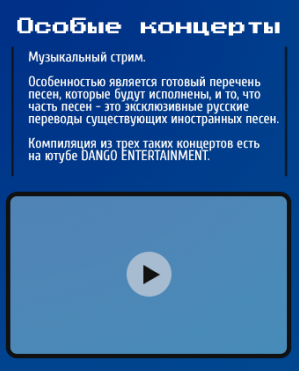 Особые концерты
Музыкальный стрим.
Особенностью является готовый перечень
песен, которые будут исполнены, и то, что
часть песен - это эксклюзивные русские
переводы существующих иностранных песен.
Компиляция из трех таких концертов есть
на ютубе DANGO ENTERTAINMENT.